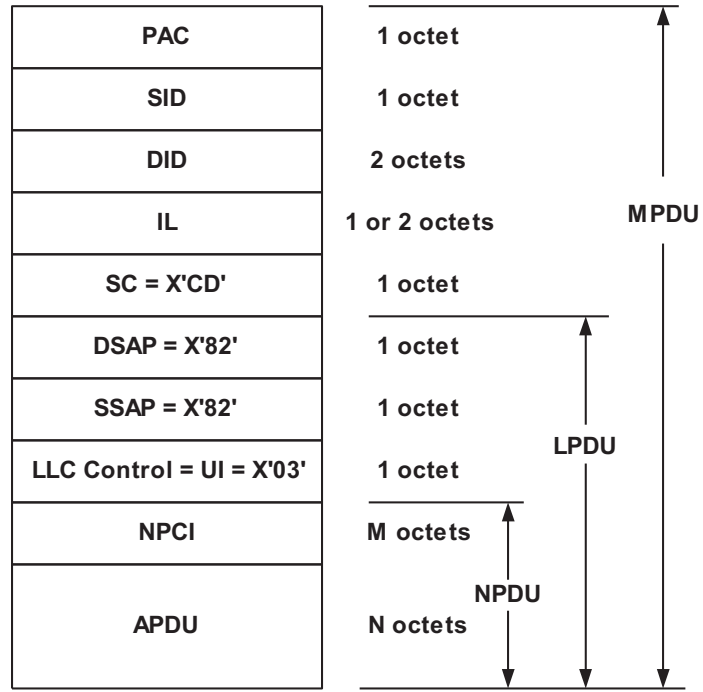 PAC 1 octet
SID 1 octet
DID 2 octets
IL 1 or 2 octets MPDU
SC = X'CD' 1 octet
DSAP = X'82' 1 octet
SSAP = X'82' 1 octet
LPDU
LLC Control = UI = X'03' 1 octet
NPCI M octets
NPDU
APDU N octets